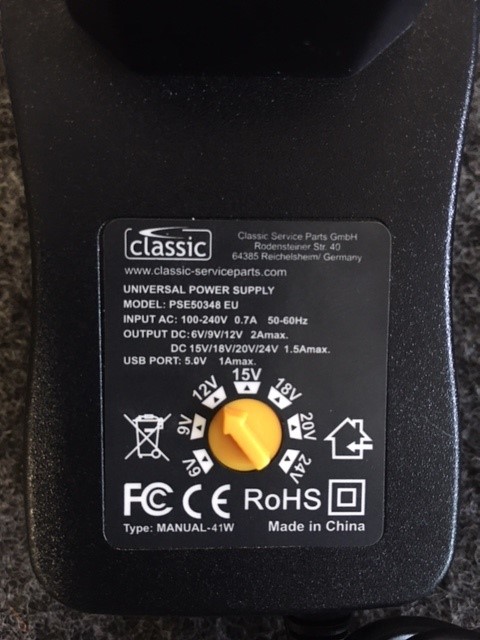 classic
Classic Service Parts GmbH
Rodensteiner Str. 40
64385 Reichelsheim/ Germany
www.classic-serviceparts.com
UNIVERSAL POWER SUPPLY
MODEL: PSE50348 EU
INPUT AC: 100-240V 0.7A 50-60Hz
OUTPUT DC: 6V/9V/12V 2Amax.
DC 15V/18V/20V/24V 1.5Amax.
USB PORT: 5.0V 1Amax.
6V
9V
12V
15V
18V
20V
24V
FC CE RoHS
Type: MANUAL-41W
Made in China